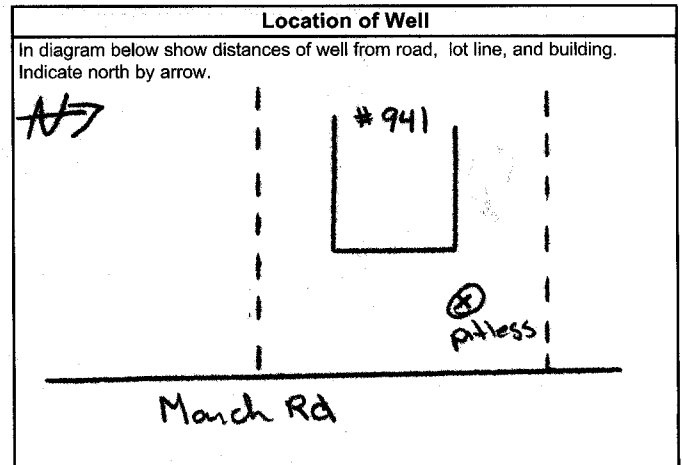 Location of Well
In diagram below show distances of well from road, lot line, and building.
Indicate north by arrow.
N
# 941
pitless
March Rd